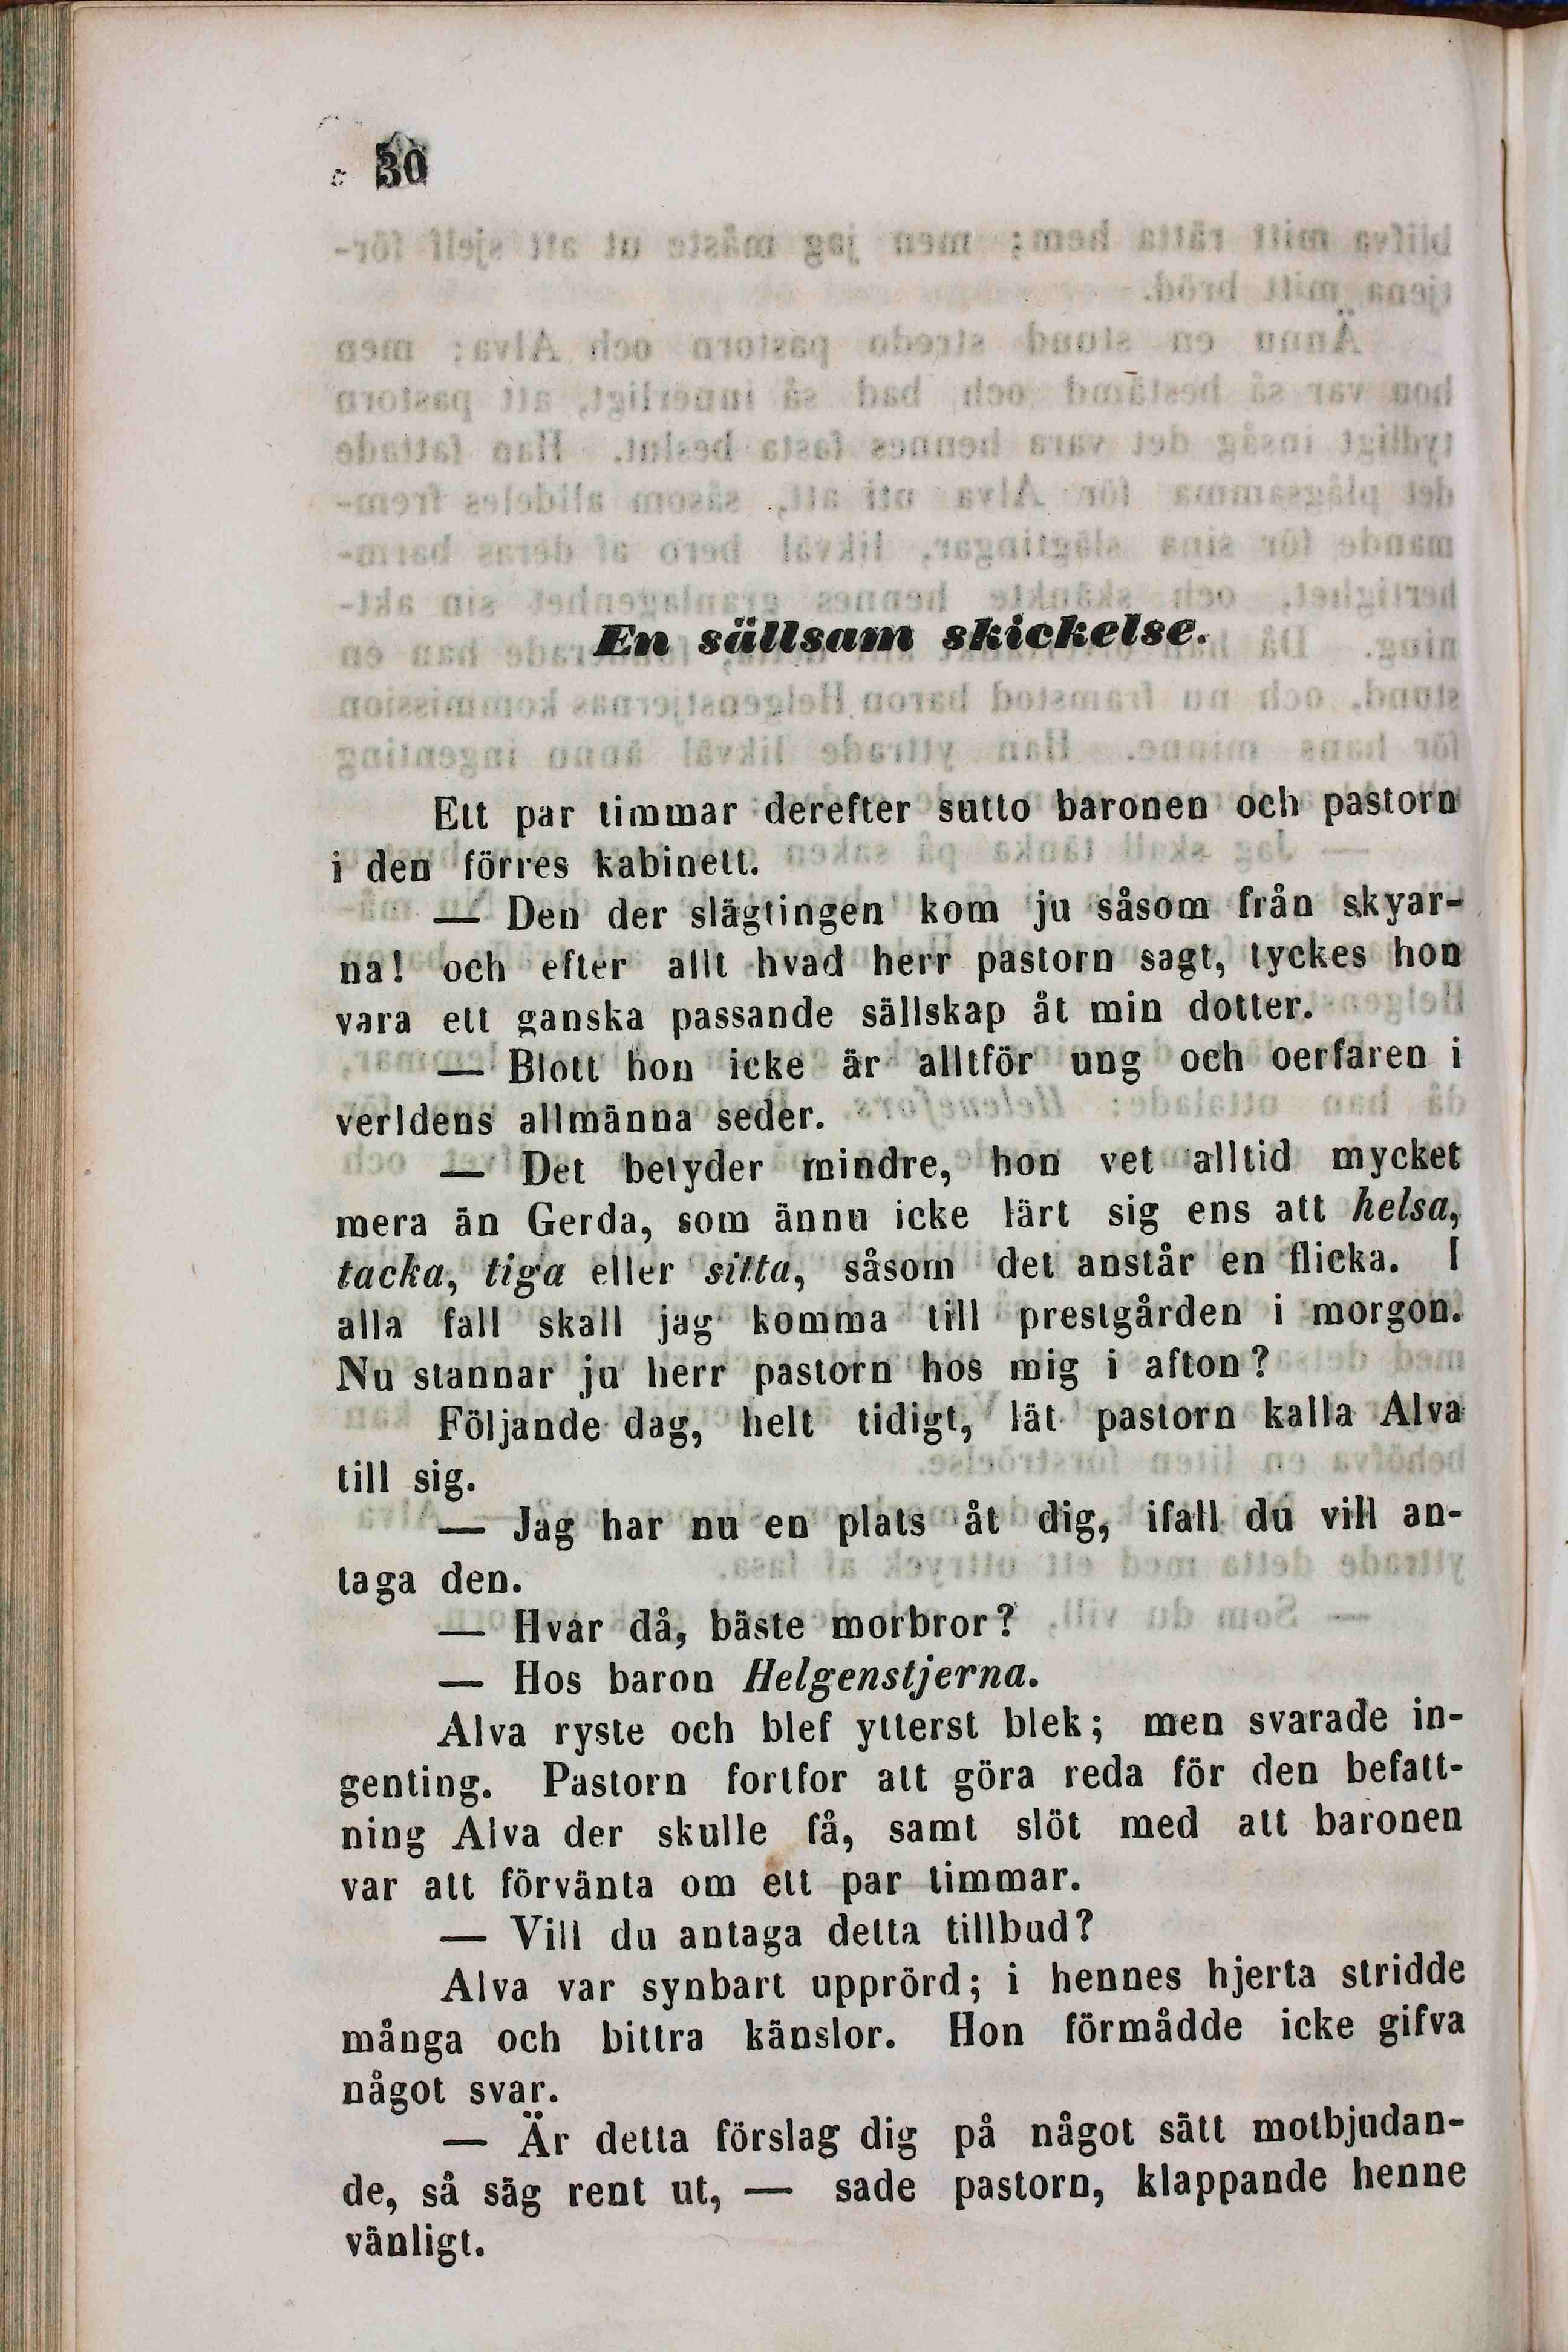 30
En sällsam skickelse.
Ett par timmar derefter sutto baronen och pastorn
i den förres kabinett.
— Den der slägtingen kom ju såsom från skyar-
na! och efter allt hvad herr pastorn sagt, tyckes hon
vara ett ganska passande sällskap åt min dotter.
— Blott hon icke är alltför ung och oerfaren i
verldens allmänna seder.
— Det betyder mindre, hon vet alltid mycket
mera än Gerda, som ännu icke lärt sig ens att helsa,
tacka, tiga eller sitta, såsom det anstår en flicka. I
alla fall skall jag komma till prestgården i morgon.
Nu stannar ju herr pastorn hos mig i afton?
Följande dag, helt tidigt, lät pastorn kalla Alva
till sig.
— Jag har nu en plats åt dig, ifall du vill an-
taga den.
— Hvar då, bäste morbror?
— Hos baron Helgenstjerna.
Alva ryste och blef ytterst blek; men svarade in-
genting. Pastorn fortfor att göra reda för den befatt-
ning Alva der skulle få, samt slöt med att baronen
var att förvänta om ett par timmar.
— Vill du antaga detta tillbud?
Alva var synbart upprörd; i hennes hjerta stridde
många och bittra känslor. Hon förmådde icke gifva
något svar.
— Är detta förslag dig på något sätt motbjudan-
de, så säg rent ut, — sade pastorn, klappande henne
vänligt.